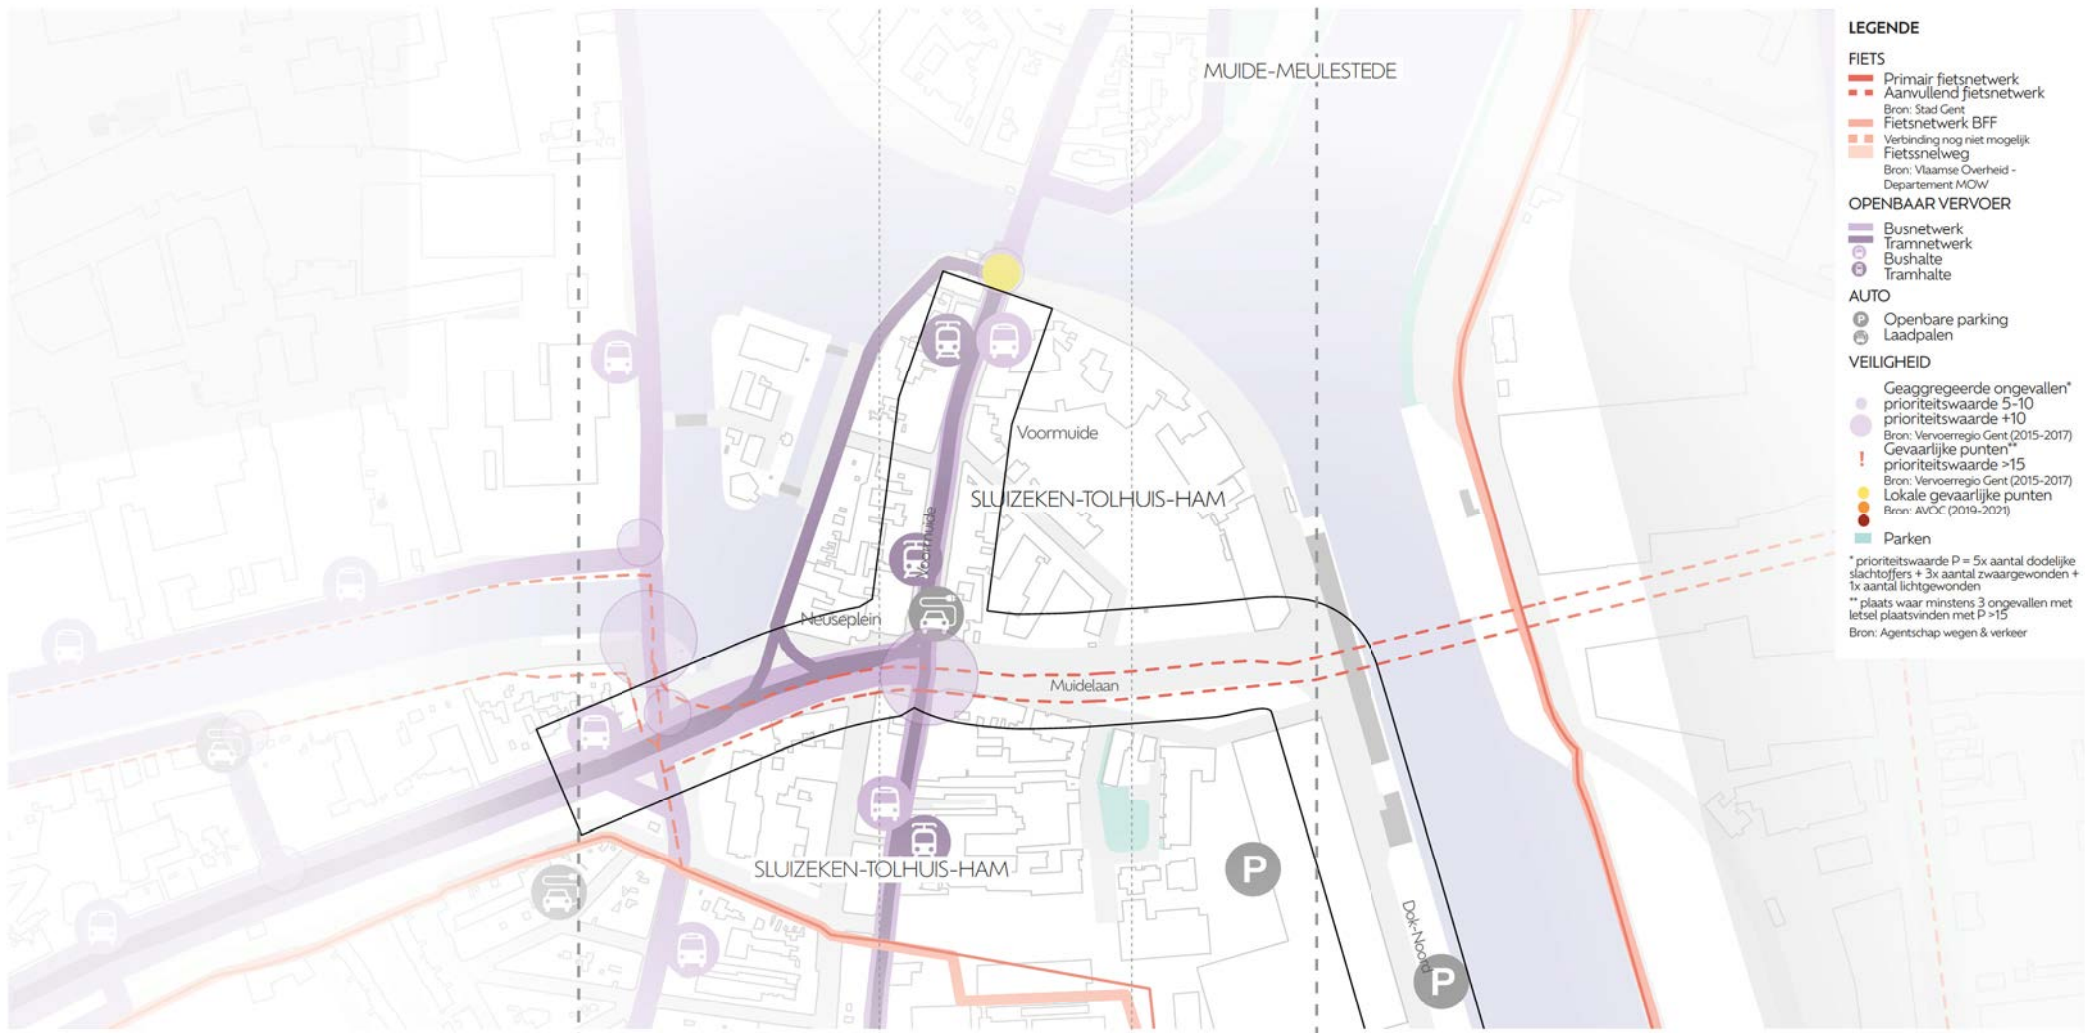 MUIDE-MEULESTEDE
Voormuide
SLUIZEKEN-TOLHUIS-HAM
Voormuide
Neuseplein
Muidelaan
SLUIZEKEN-TOLHUIS-HAM
P
Dok-Noord
P
LEGENDE
FIETS
Primair fietsnetwerk
Aanvullend fietsnetwerk
Bron: Stad Gent
Fietsnetwerk BFF
Verbinding nog niet mogelijk
Fietssnelweg
Bron: Vlaamse Overheid -
Departement MOW
OPENBAAR VERVOER
Busnetwerk
Tramnetwerk
Bushalte
Tramhalte
AUTO
P Openbare parking
Laadpalen
VEILIGHEID
Geaggregeerde ongevallen*
prioriteitswaarde 5-10
prioriteitswaarde +10
Bron: Vervoerregio Gent (2015-2017)
Gevaarlijke punten**
! prioriteitswaarde >15
Bron: Vervoerregio Gent (2015-2017)
Lokale gevaarlijke punten
Bron: AVOC (2019-2021)
Parken
* prioriteitswaarde P = 5x aantal dodelijke
slachtoffers + 3x aantal zwaargewonden +
1x aantal lichtgewonden
** plaats waar minstens 3 ongevallen met
letsel plaatsvinden met P >15
Bron: Agentschap wegen & verkeer